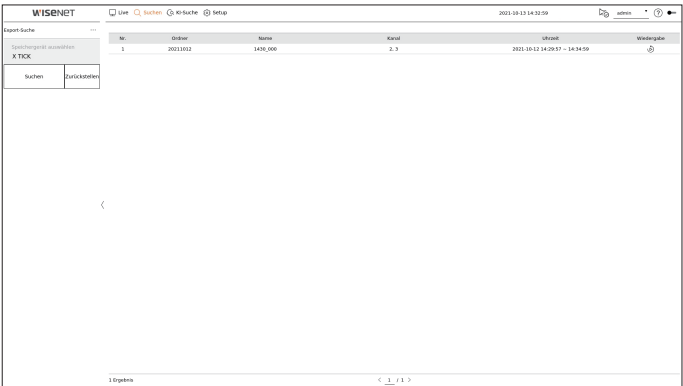 WISENET
Live Suchen KI-Suche Setup
2021-10-13 14:32:59
admin
?
Export-Suche ...
Speichergerät auswählen
X TICK
Suchen Zurückstellen
Nr. Ordner Name Kanal Uhrzeit Wiedergabe
1 20211012 1430_000 2, 3 2021-10-12 14:29:57 ~ 14:34:59
1 Ergebnis
< 1 / 1 >